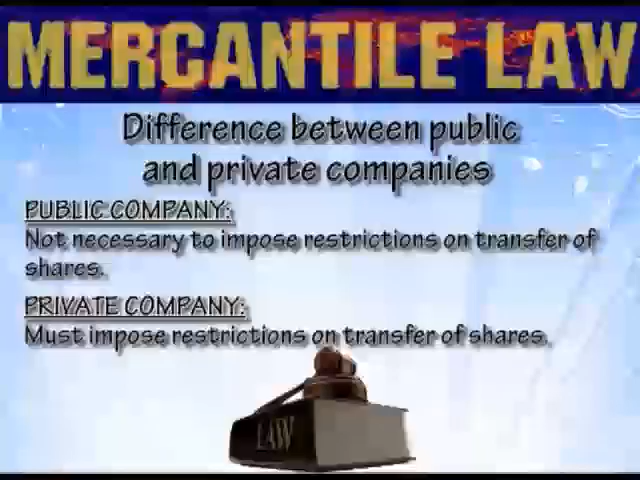 MERCANTILE LAW
Difference between public
and private companies
PUBLIC COMPANY:
Not necessary to impose restrictions on transfer of
shares.
PRIVATE COMPANY:
Must impose restrictions on transfer of shares.
LAW